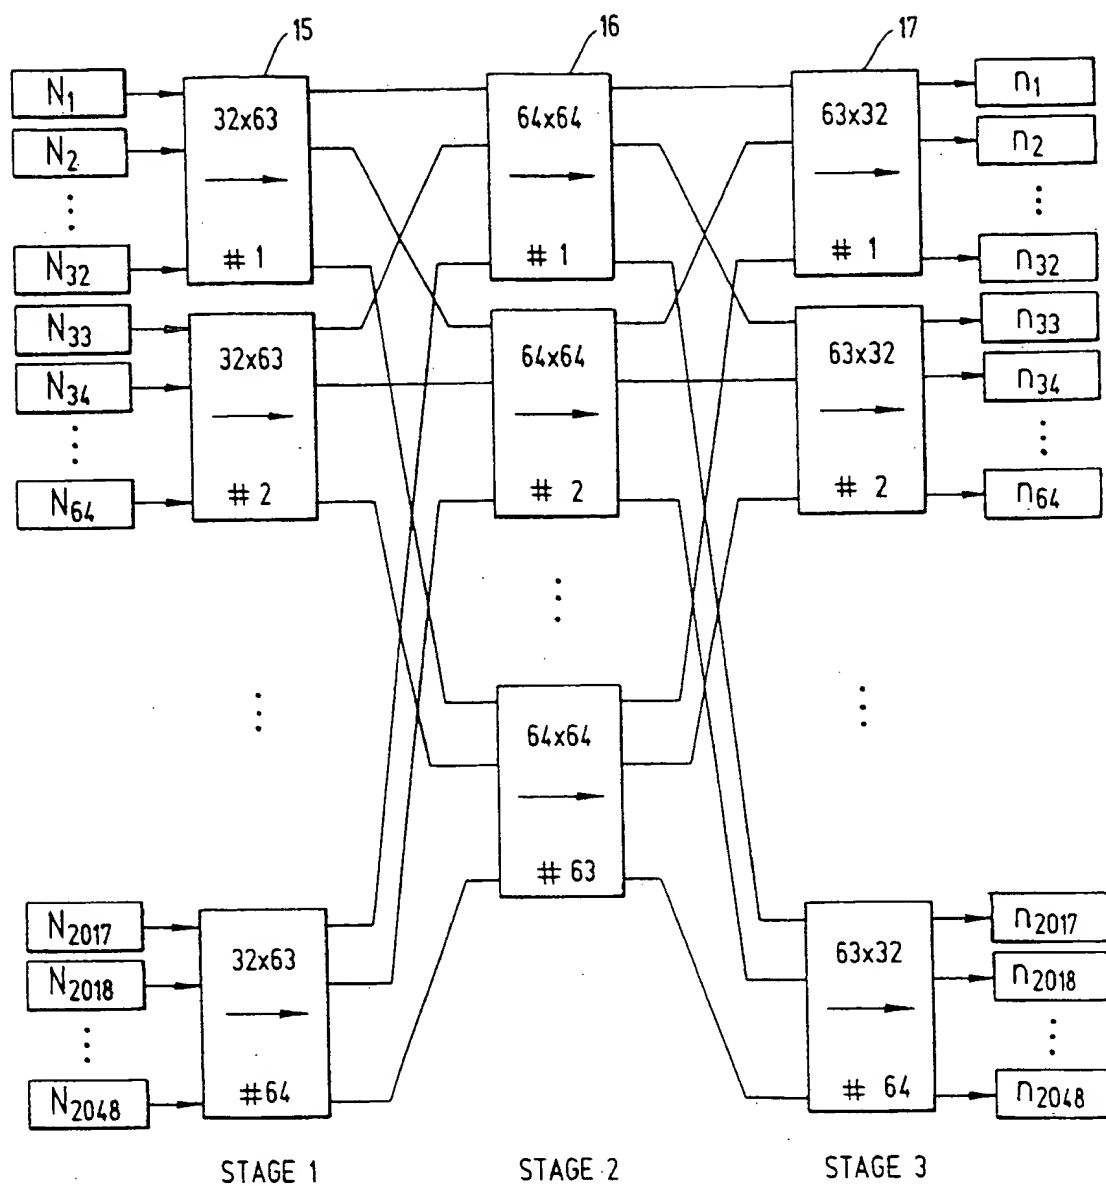 15 16 17
N1 32x63 64x64 63x32 n1
N2 n2
N32 # 1 # 1 # 1 n32
N33 32x63 64x64 63x32 n33
N34 n34
N64 # 2 # 2 # 2 n64
64x64
# 63
N2017 32x63 63x32 n2017
N2018 n2018
N2048 #64 # 64 n2048
STAGE 1 STAGE 2 STAGE 3